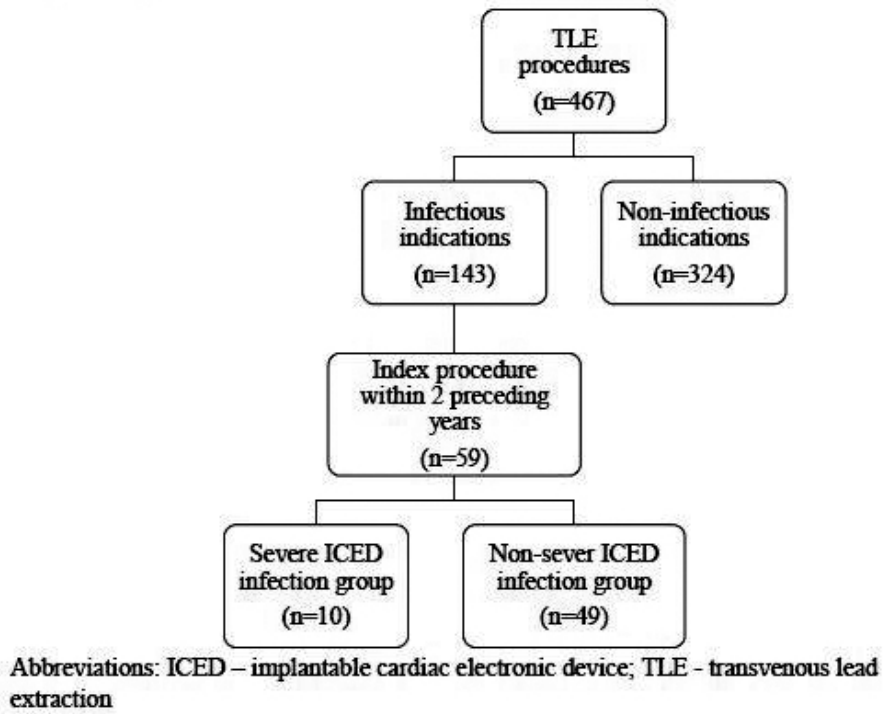 TLE
procedures
(n=467)
Infectious
indications
(n=143)
Non-infectious
indications
(n=324)
Index procedure
within 2 preceding
years
(n=59)
Severe ICED
infection group
(n=10)
Non-sever ICED
infection group
(n=49)
Abbreviations: ICED – implantable cardiac electronic device; TLE - transvenous lead
extraction